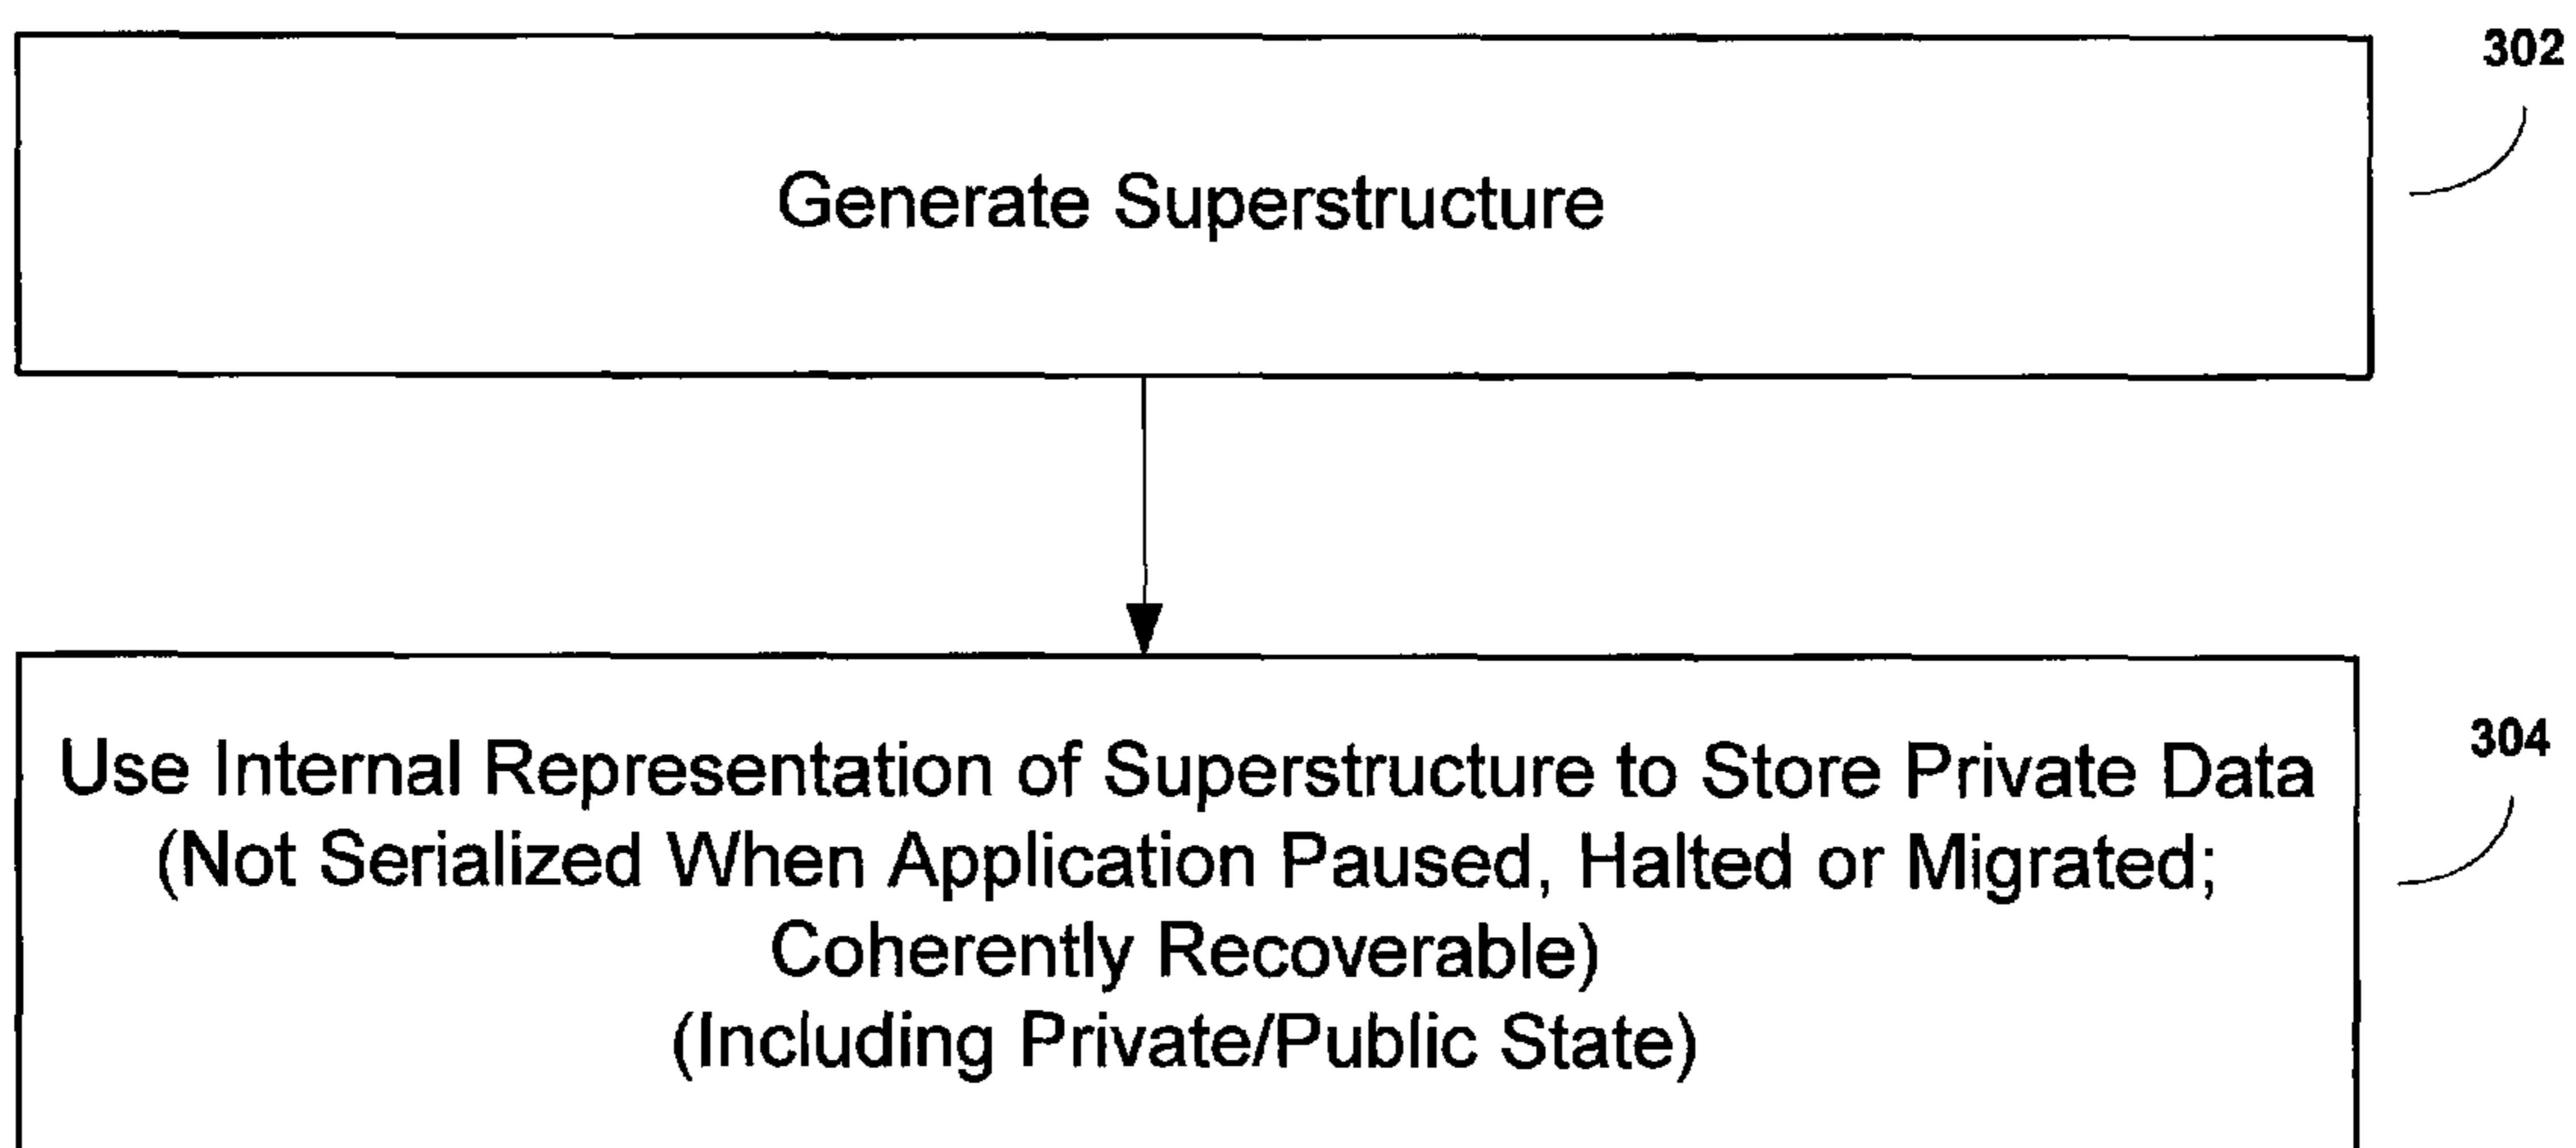 302
Generate Superstructure
304
Use Internal Representation of Superstructure to Store Private Data
(Not Serialized When Application Paused, Halted or Migrated;
Coherently Recoverable)
(Including Private/Public State)